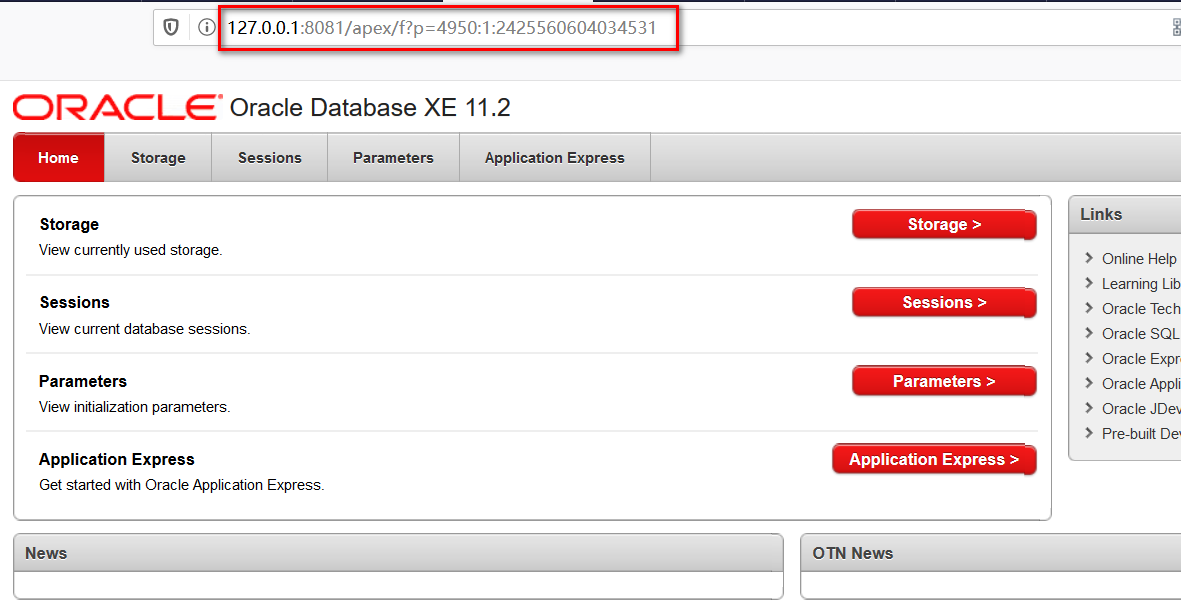 127.0.0.1:8081/apex/f?p=4950:1:2425560604034531
ORACLE Oracle Database XE 11.2
Home Storage Sessions Parameters Application Express
Storage
View currently used storage.
Storage >
Sessions
View current database sessions.
Sessions >
Parameters
View initialization parameters.
Parameters >
Application Express
Get started with Oracle Application Express.
Application Express >
Links
Online Help
Learning Lib
Oracle Tech
Oracle SQL
Oracle Expr
Oracle Appli
Oracle JDev
Pre-built Dev
News
OTN News